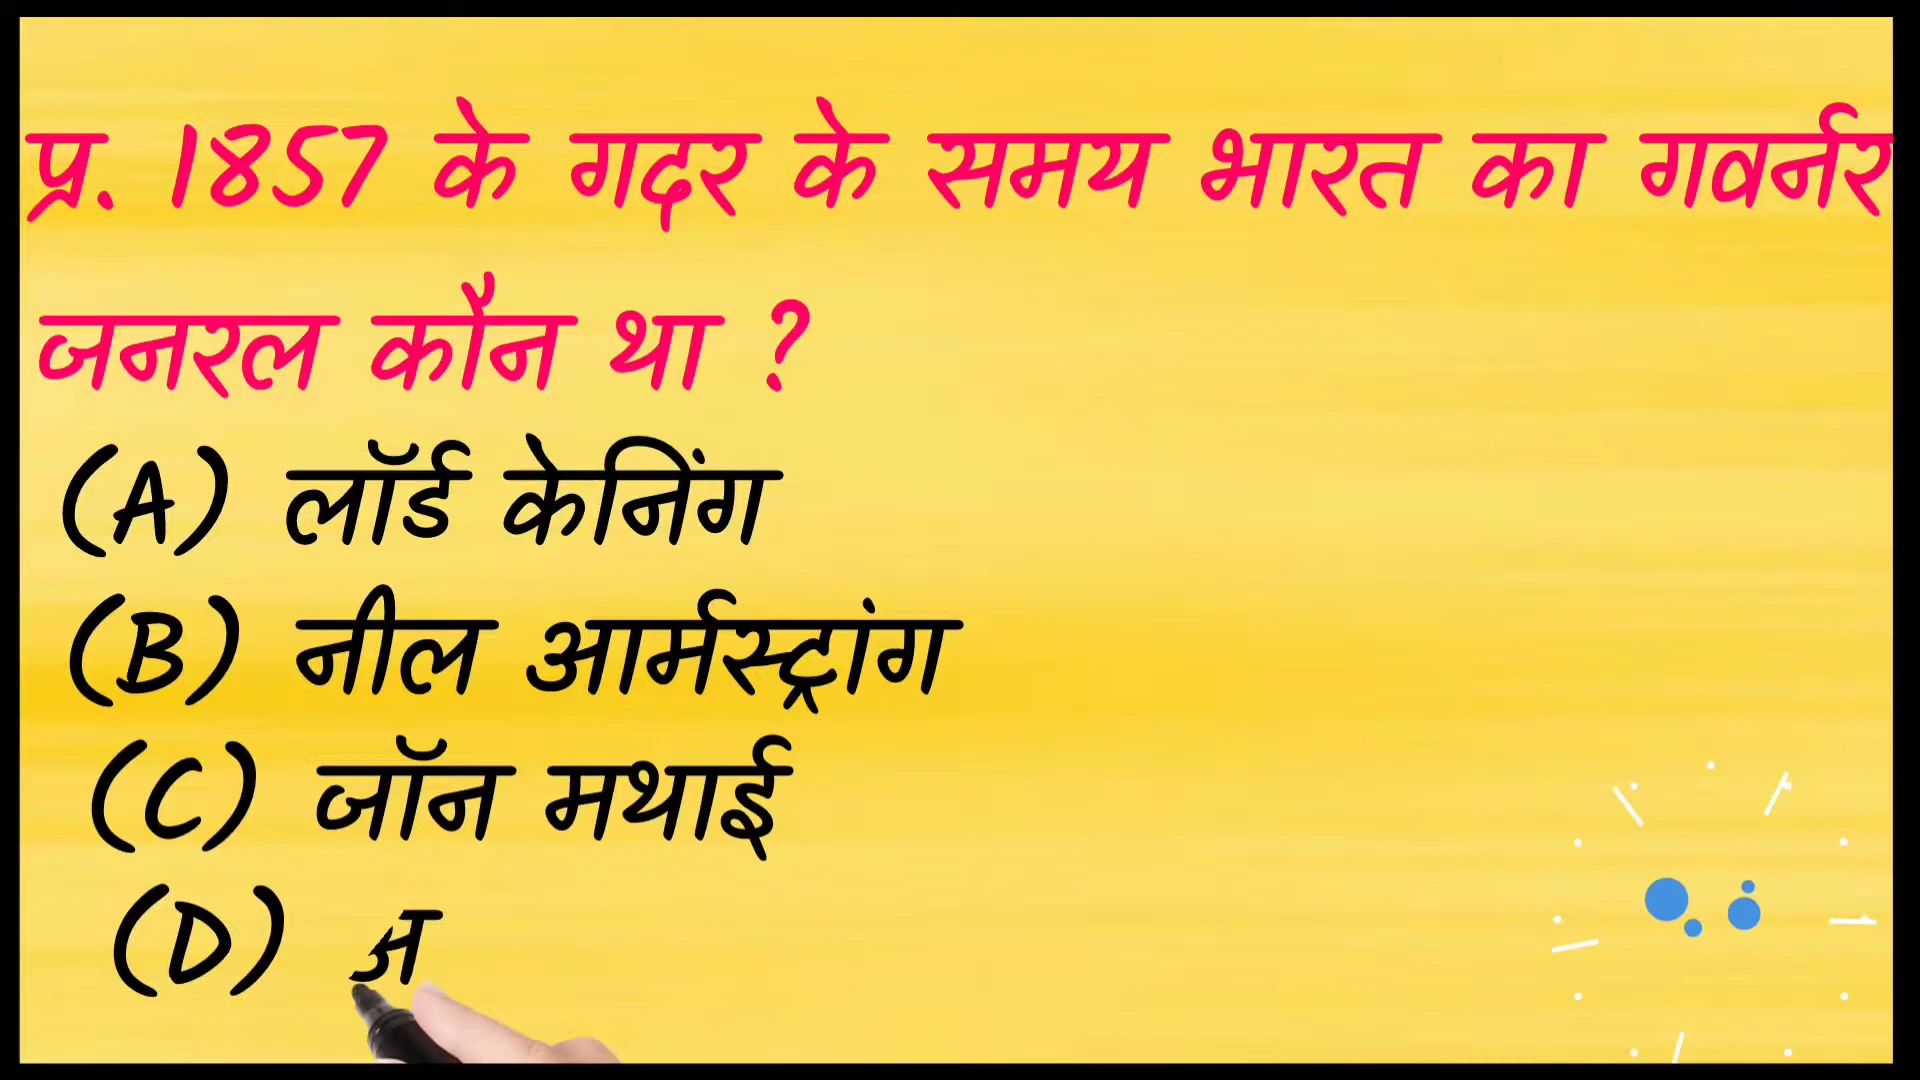 प्र. 1857 के गदर के समय भारत का गवर्नर
जनरल कौन था ?
(A) लॉर्ड केनिंग
(B) नील आर्मस्ट्रांग
(C) जॉन मथाई
(D)